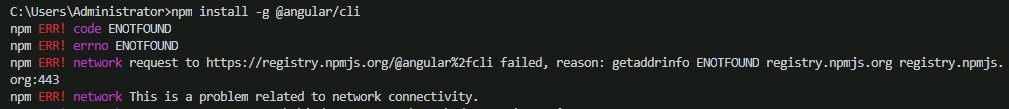 C:\Users\Administrator>npm install -g @angular/cli
npm ERR! code ENOTFOUND
npm ERR! errno ENOTFOUND
npm ERR! network request to https://registry.npmjs.org/@angular%2fcli failed, reason: getaddrinfo ENOTFOUND registry.npmjs.org registry.npmjs.
org:443
npm ERR! network This is a problem related to network connectivity.